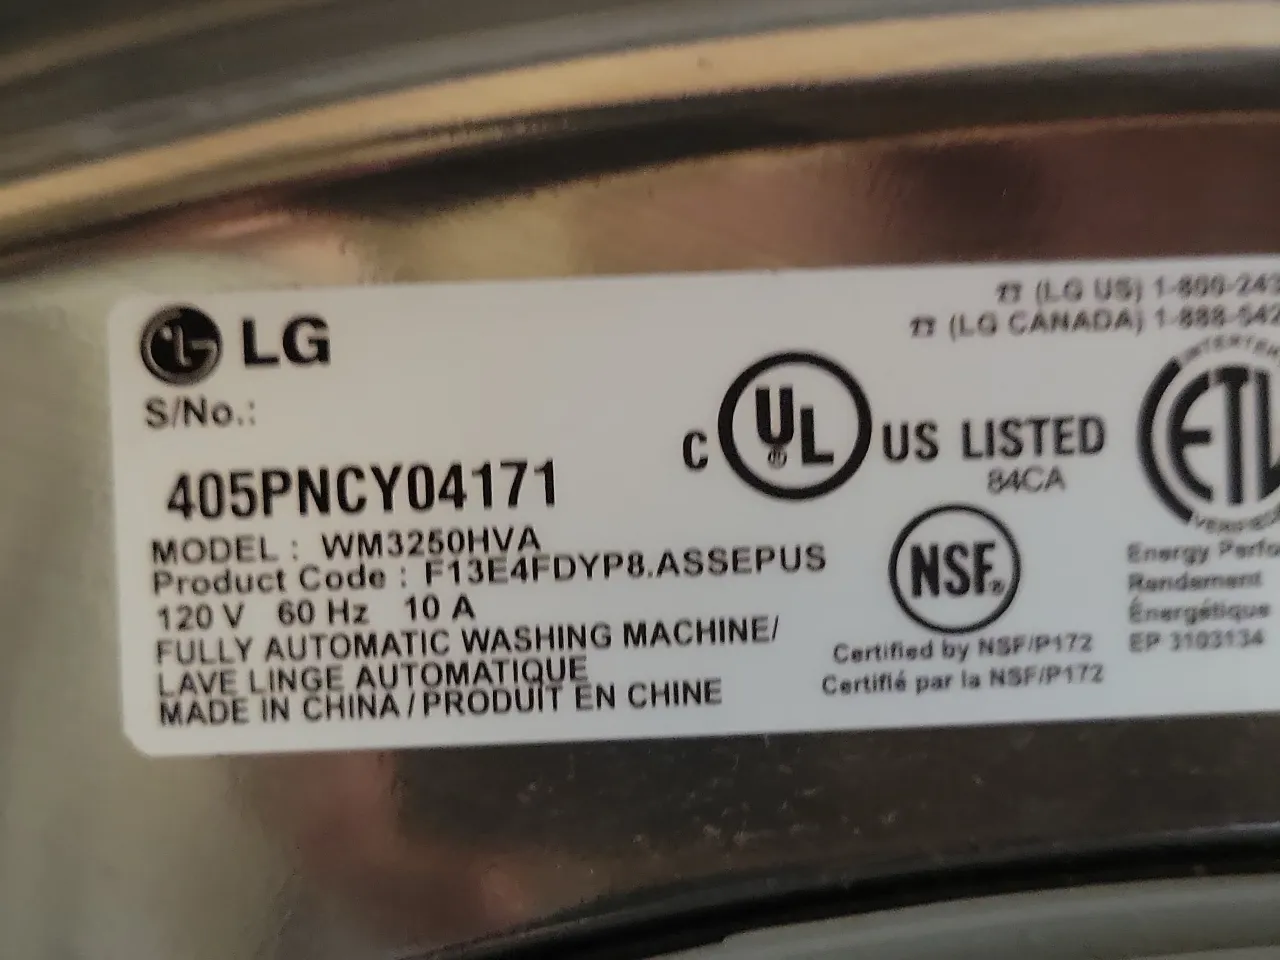 LG
(LG US) 1-800-243
(LG CANADA) 1-888-542
S/No.:
405PNCY04171
C UL US LISTED
84CA
INTERTEK
ETL
VERIFIED
MODEL : WM3250HVA
Product Code : F13E4FDYP8.ASSEPUS
120 V 60 Hz 10 A
FULLY AUTOMATIC WASHING MACHINE/
LAVE LINGE AUTOMATIQUE
MADE IN CHINA / PRODUIT EN CHINE
NSF®
Certified by NSF/P172
Certifié par la NSF/P172
Energy
Rendement
Énergétique
EP 3103134